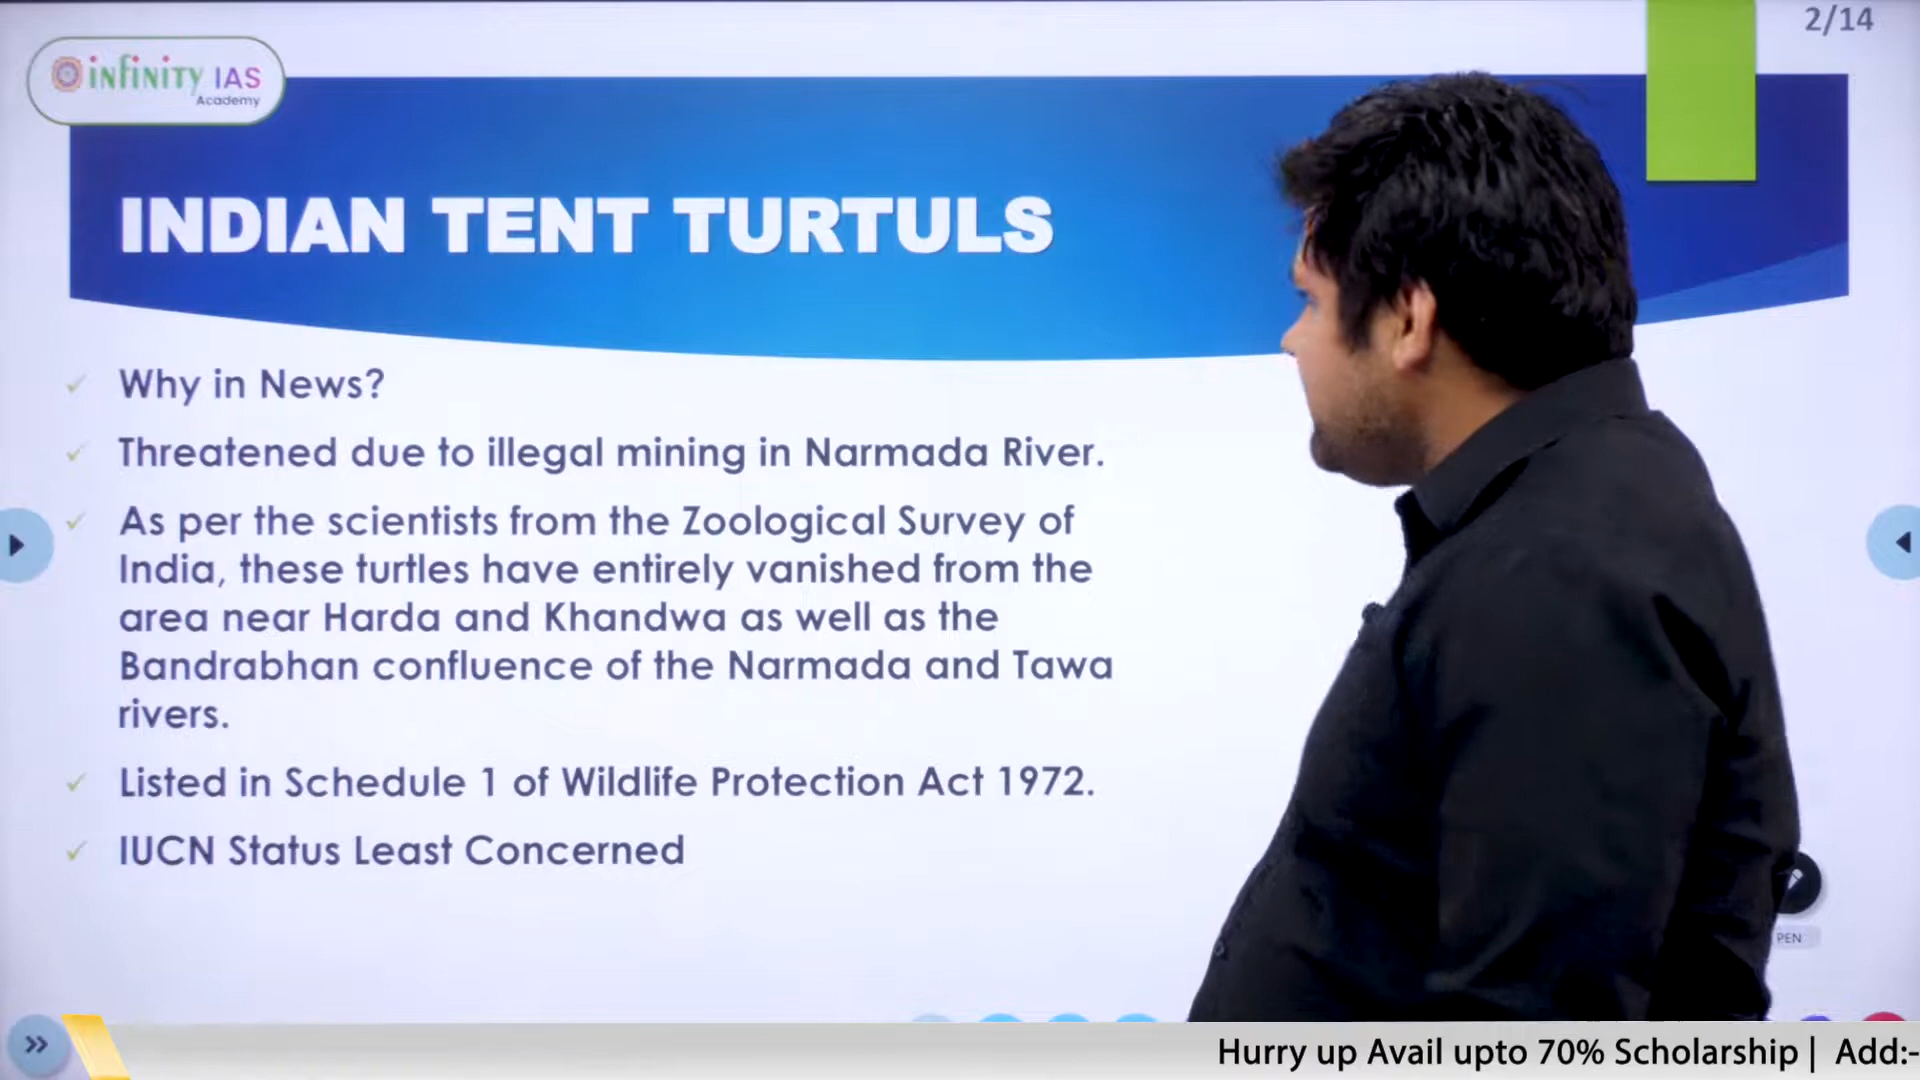 2/14
infinity IAS
Academy
INDIAN TENT TURTULS
Why in News?
Threatened due to illegal mining in Narmada River.
As per the scientists from the Zoological Survey of
India, these turtles have entirely vanished from the
area near Harda and Khandwa as well as the
Bandrabhan confluence of the Narmada and Tawa
rivers.
Listed in Schedule 1 of Wildlife Protection Act 1972.
IUCN Status Least Concerned
PEN
Hurry up Avail upto 70% Scholarship | Add:-